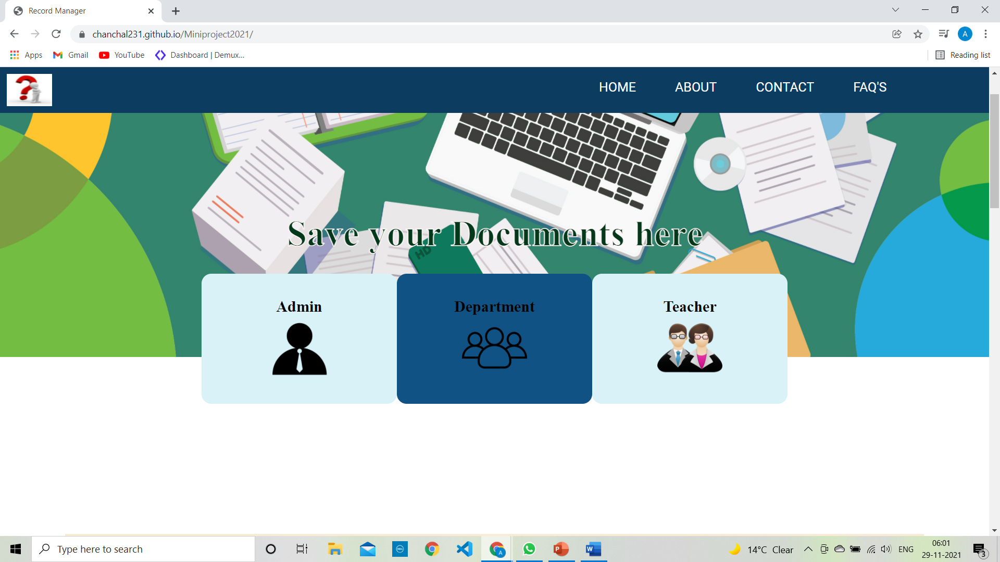 Record Manager
chanchal231.github.io/Miniproject2021/
A
Apps
Gmail
YouTube
Dashboard | Demux...
Reading list
?
HOME
ABOUT
CONTACT
FAQ'S
HD
Save your Documents here
Admin
Department
Teacher
Type here to search
DELL
A
P
W
14°C Clear
ENG
06:01
29-11-2021
3